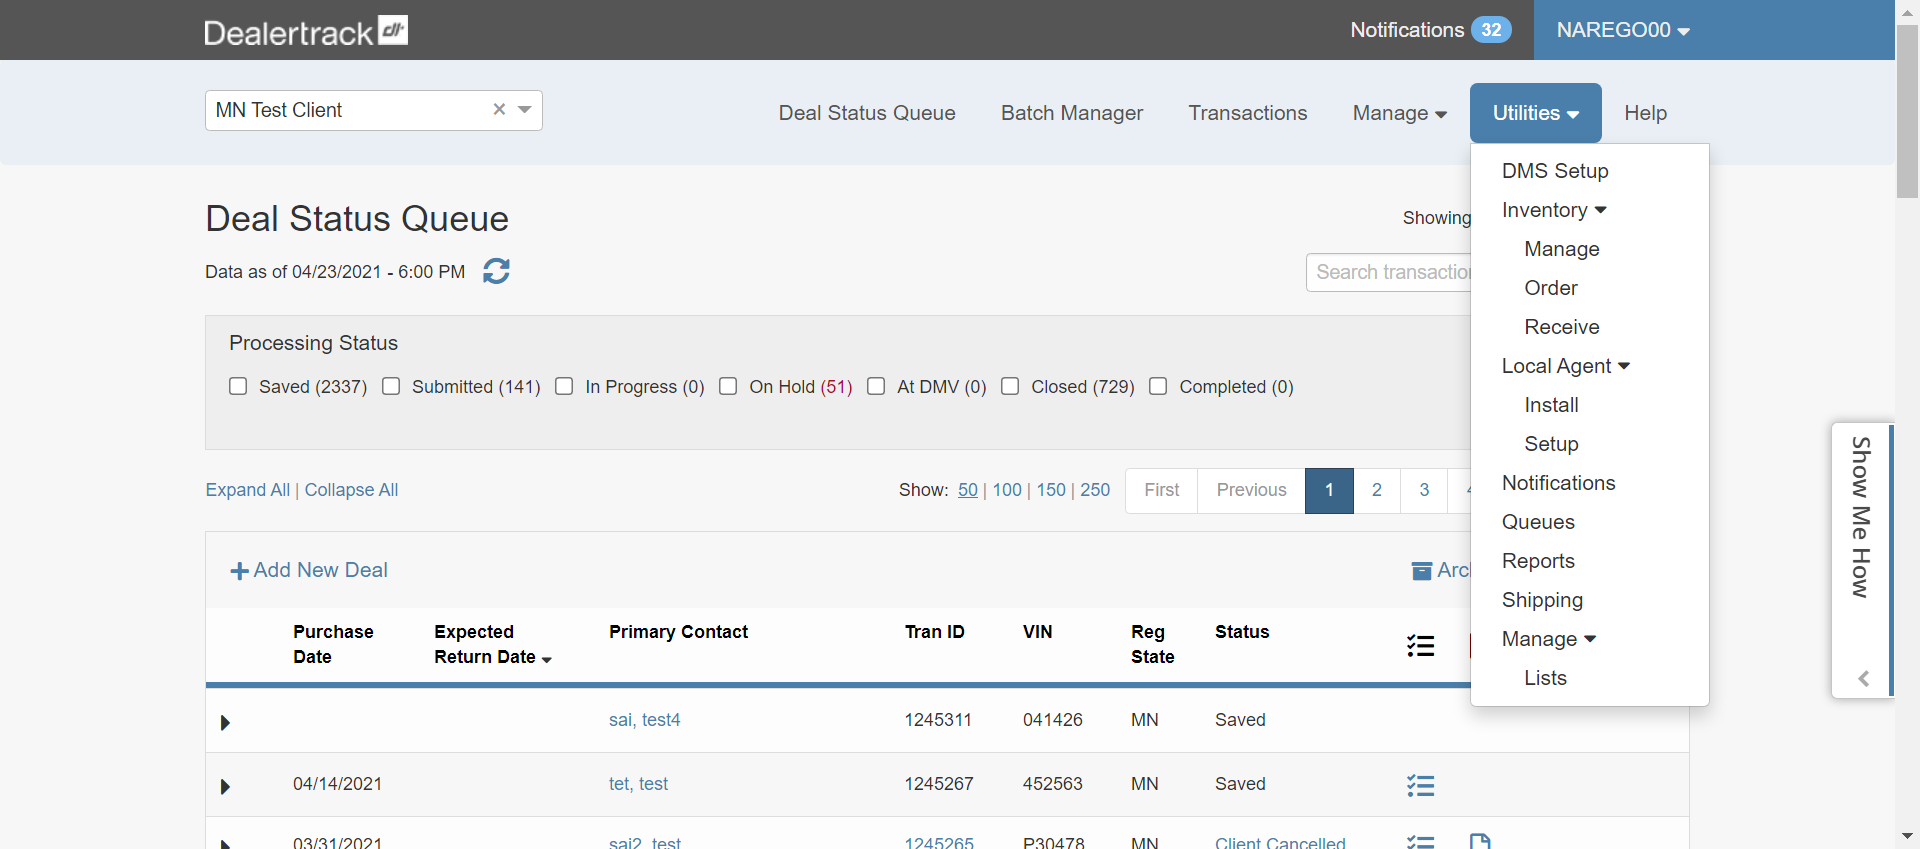 Dealertrack dt
Notifications 32
NAREGO00
MN Test Client
Deal Status Queue
Batch Manager
Transactions
Manage
Utilities
Help
DMS Setup
Inventory
Manage
Order
Receive
Local Agent
Install
Setup
Notifications
Queues
Reports
Shipping
Manage
Lists
Deal Status Queue
Showing
Data as of 04/23/2021 - 6:00 PM
Search transactio
Processing Status
Saved (2337) Submitted (141) In Progress (0) On Hold (51) At DMV (0) Closed (729) Completed (0)
Expand All | Collapse All
Show: 50 | 100 | 150 | 250
First Previous 1 2 3
Add New Deal
Arc
Purchase Date
Expected Return Date
Primary Contact
Tran ID
VIN
Reg State
Status
sai, test4 1245311 041426 MN Saved
04/14/2021 tet, test 1245267 452563 MN Saved
03/31/2021 sai2, test 1245265 P30478 MN Client Cancelled
Show Me How